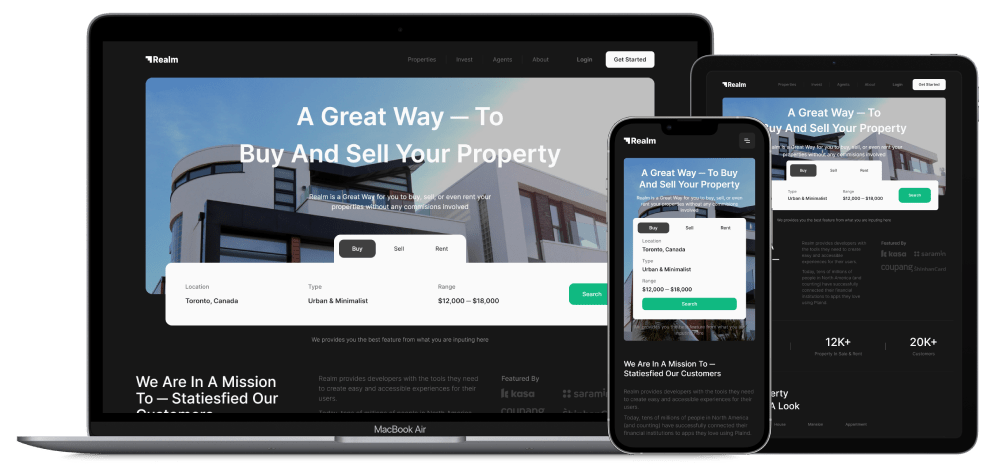 Realm
Properties
Invest
Agents
About
Login
Get Started
A Great Way — To
Buy And Sell Your Property
Realm is a Great Way for you to buy, sell, or even rent your
properties without any commisions involved
Buy
Sell
Rent
Location
Toronto, Canada
Type
Urban & Minimalist
Range
$12,000 — $18,000
Search
We provides you the best feature from what you are inputing here
We Are In A Mission
To — Statiesfied Our
Customers
Realm provides developers with the tools they need
to create easy and accessible experiences for their
users.
Today, tens of millions of people in North America
Featured By
kasa
saram
coupang
MacBook Air
Realm
A Great Way — To Buy
And Sell Your Property
Realm is a Great Way for you to buy, sell, or even
rent your properties without any commisions
involved
Buy
Sell
Rent
Location
Toronto, Canada
Type
Urban & Minimalist
Range
$12,000 — $18,000
Search
We provides you the best feature from what you are
inputing here
We Are In A Mission To —
Statiesfied Our Customers
Realm provides developers with the tools they need
to create easy and accessible experiences for their
users.
Today, tens of millions of people in North America
(and counting) have successfully connected their
financial institutions to apps they love using Plaid.
Realm
Properties
Invest
Agents
About
Login
Get Started
A Great Way — To
Buy And Sell Your Property
Realm is a Great Way for you to buy, sell, or even rent your
properties without any commisions involved
Buy
Sell
Rent
Type
Urban & Minimalist
Range
$12,000 — $18,000
Search
We provides you the best feature from what you are inputing here
Realm provides developers with
the tools they need to create
easy and accessible
experiences for their users.
Today, tens of millions of
people in North America (and
counting) have successfully
connected their financial
institutions to apps they love
using Plaid.
Featured By
kasa
saramin
coupang
12K+
Property to Sale & Rent
20K+
Customers
erty
A Look
House
Apartment